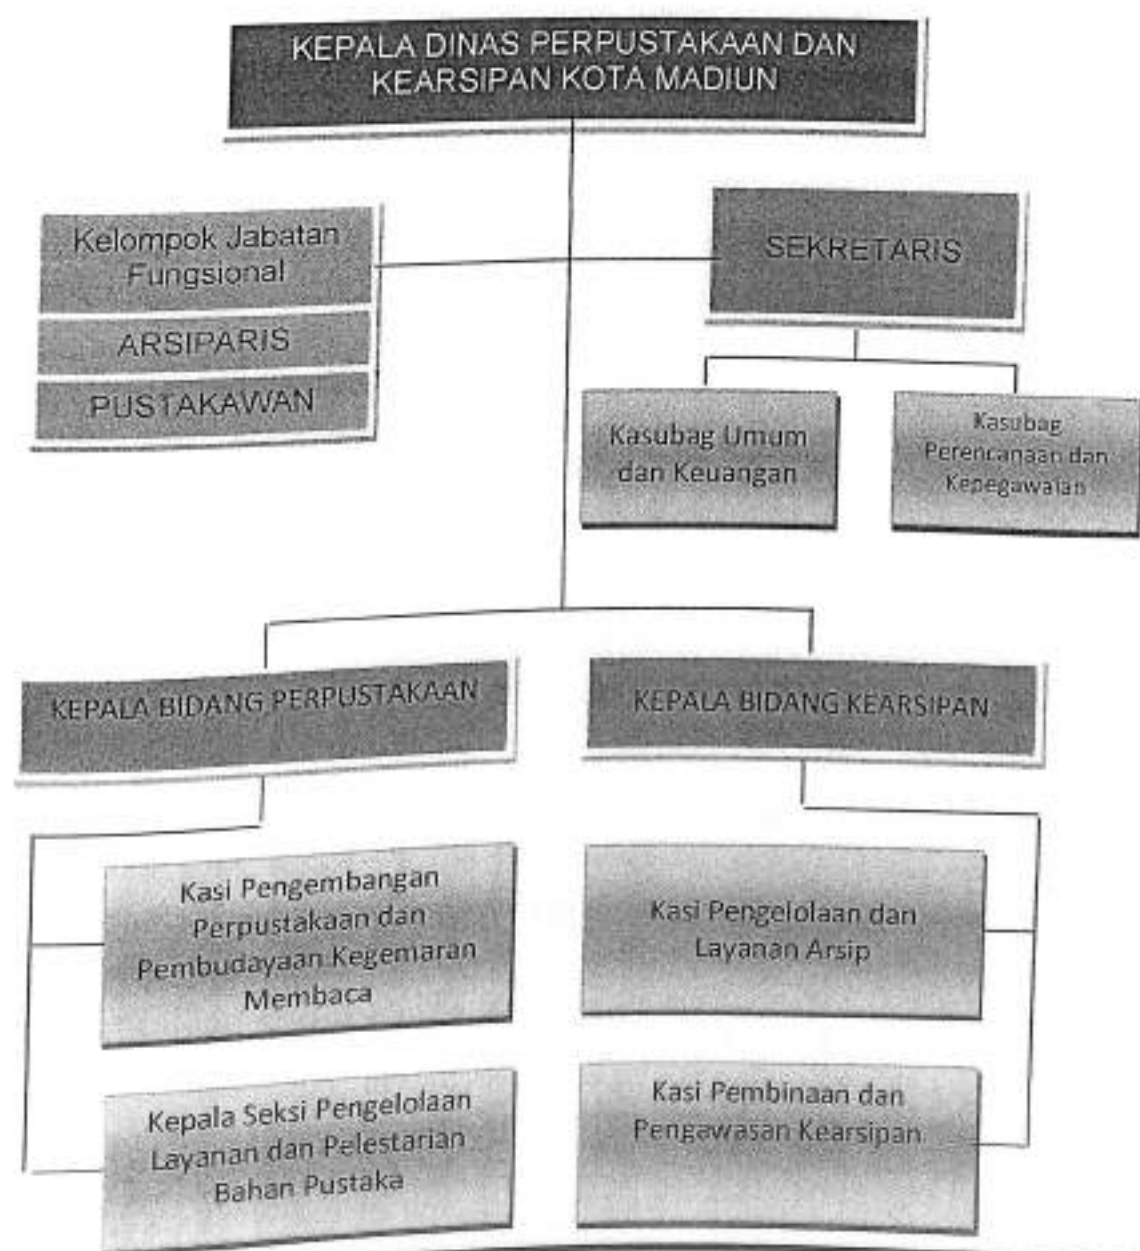 KEPALA DINAS PERPUSTAKAAN DAN
KEARSIPAN KOTA MADIUN
Kelompok Jabatan
Fungsional
ARSIPARIS
PUSTAKAWAN
SEKRETARIS
Kasubag Umum
dan Keuangan
Kasubag
Perencanaan dan
Kepegawaian
KEPALA BIDANG PERPUSTAKAAN
KEPALA BIDANG KEARSIPAN
Kasi Pengembangan
Perpustakaan dan
Pembudayaan Kegemaran
Membaca
Kepala Seksi Pengelolaan
Layanan dan Pelestarian
Bahan Pustaka
Kasi Pengelolaan dan
Layanan Arsip
Kasi Pembinaan dan
Pengawasan Kearsipan